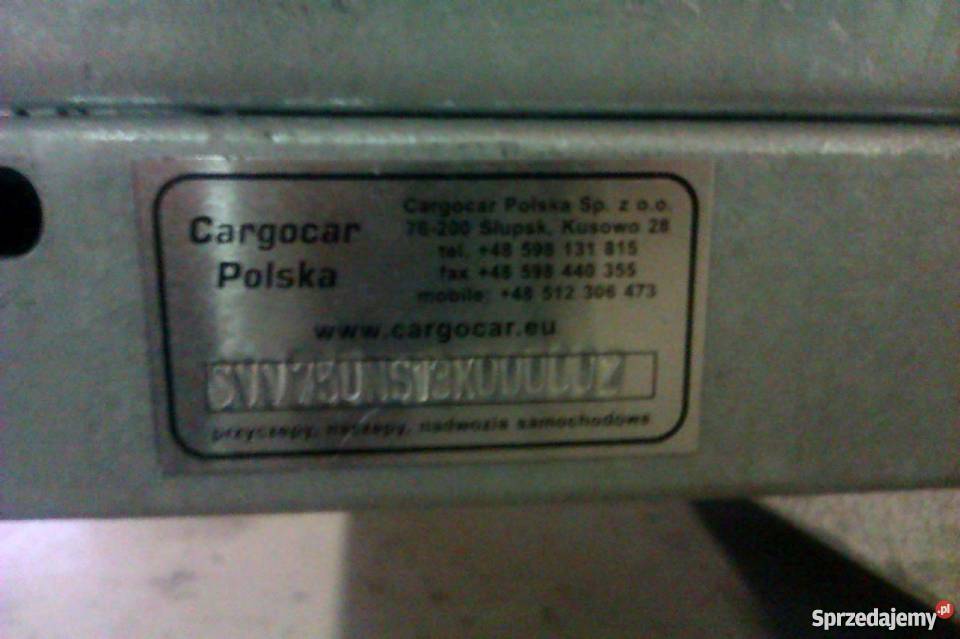 Cargocar
Polska
Cargocar Polska Sp. z o.o.
76-200 Słupsk, Kusowo 28
tel. +48 598 131 815
fax +48 598 440 355
mobile: +48 512 306 473
www.cargocar.eu
przyczepy, naczepy, nadwozia samochodowe
Sprzedajemy.pl